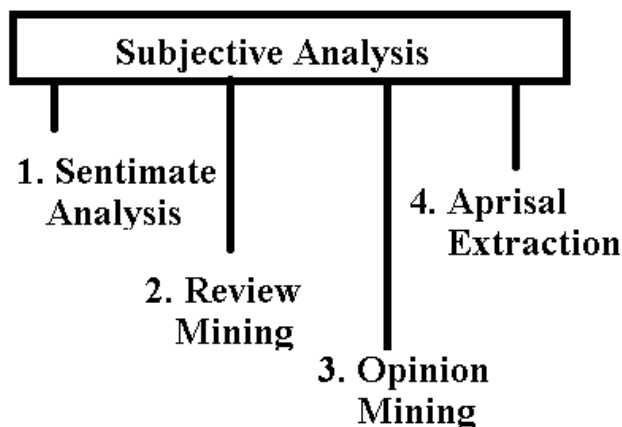 Subjective Analysis
1. Sentimate
Analysis
2. Review
Mining
3. Opinion
Mining
4. Aprisal
Extraction